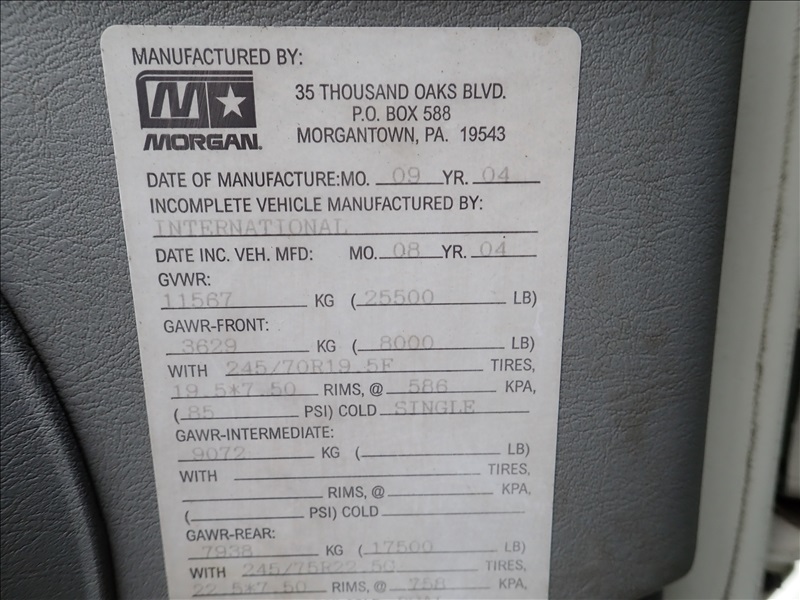 MANUFACTURED BY:
MORGAN
35 THOUSAND OAKS BLVD.
P.O. BOX 588
MORGANTOWN, PA. 19543
DATE OF MANUFACTURE: MO. 09 YR. 04
INCOMPLETE VEHICLE MANUFACTURED BY:
INTERNATIONAL
DATE INC. VEH. MFD: MO. 08 YR. 04
GVWR:
11567 KG (25500 LB)
GAWR-FRONT:
3629 KG (8000 LB)
WITH 245/70R19.5F TIRES,
19.5*7.50 RIMS, @ 586 KPA,
(85 PSI) COLD SINGLE
GAWR-INTERMEDIATE:
9072 KG ( LB)
WITH TIRES,
RIMS, @ KPA,
( PSI) COLD
GAWR-REAR:
7938 KG (17500 LB)
WITH 245/75R22.50 TIRES,
22.5*7.50 RIMS, @ 758 KPA,